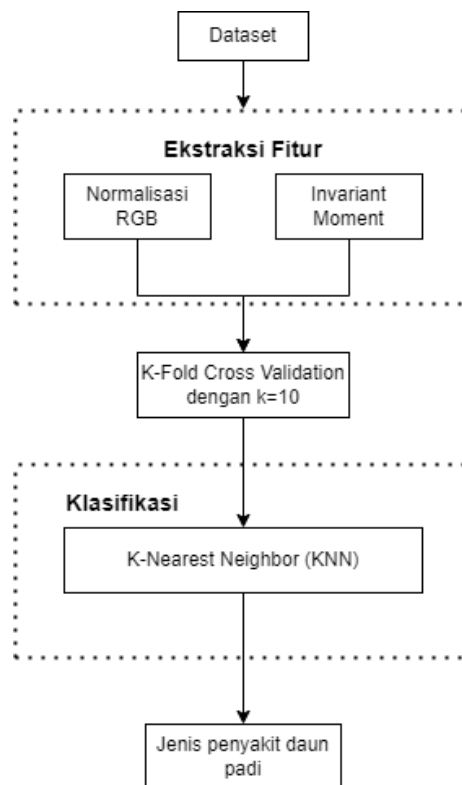 Dataset
Ekstraksi Fitur
Normalisasi
RGB
Invariant
Moment
K-Fold Cross Validation
dengan k=10
Klasifikasi
K-Nearest Neighbor (KNN)
Jenis penyakit daun
padi